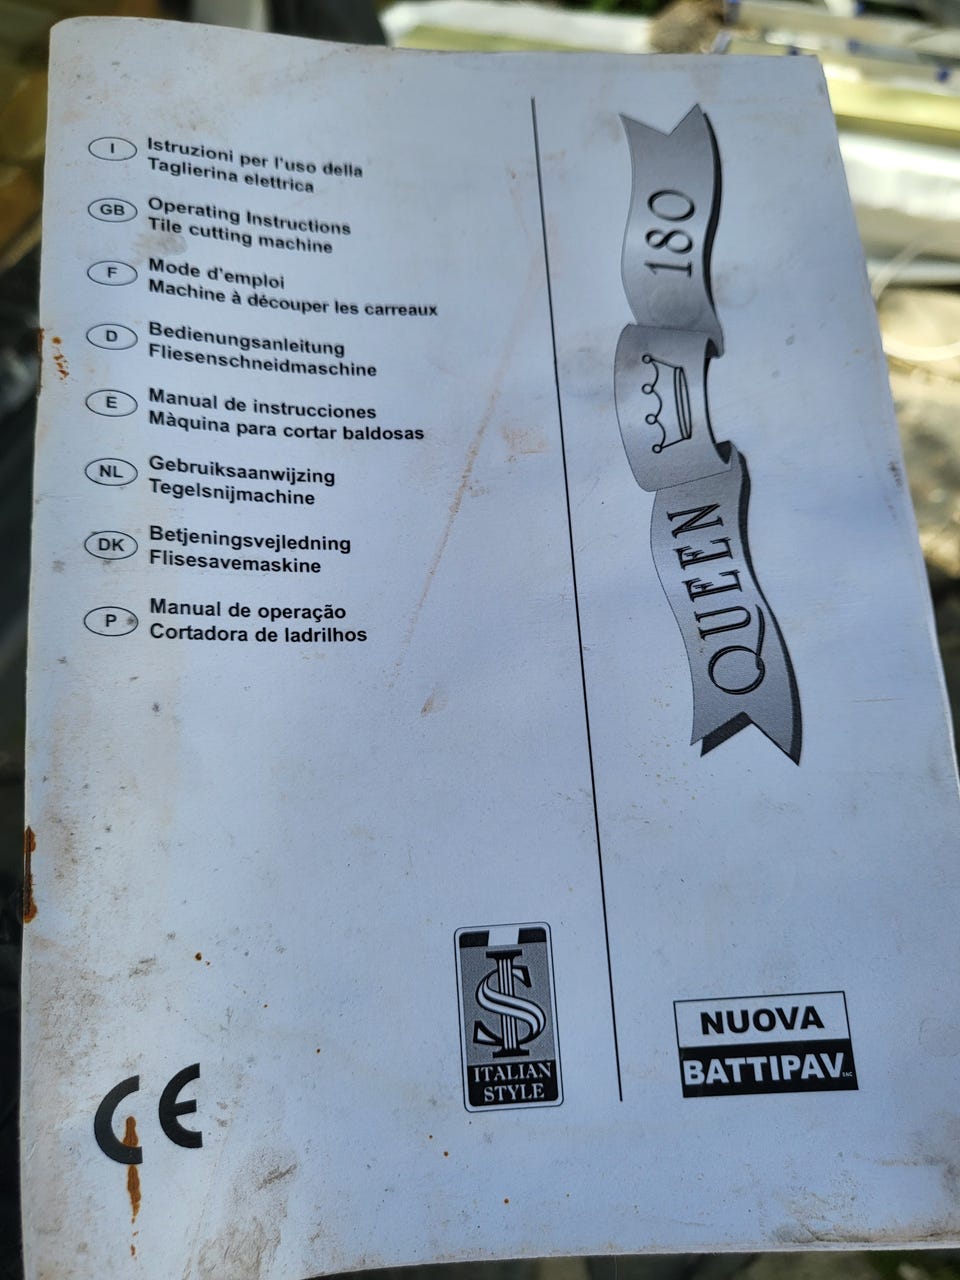 I
Istruzioni per l'uso della
Taglierina elettrica
GB
Operating Instructions
Tile cutting machine
F
Mode d'emploi
Machine à découper les carreaux
D
Bedienungsanleitung
Fliesenschneidmaschine
E
Manual de instrucciones
Màquina para cortar baldosas
NL
Gebruiksaanwijzing
Tegelsnijmachine
DK
Betjeningsvejledning
Flisesavemaskine
P
Manual de operação
Cortadora de ladrilhos
QUEEN 180
IS
ITALIAN
STYLE
NUOVA
BATTIPAV SNC
CE